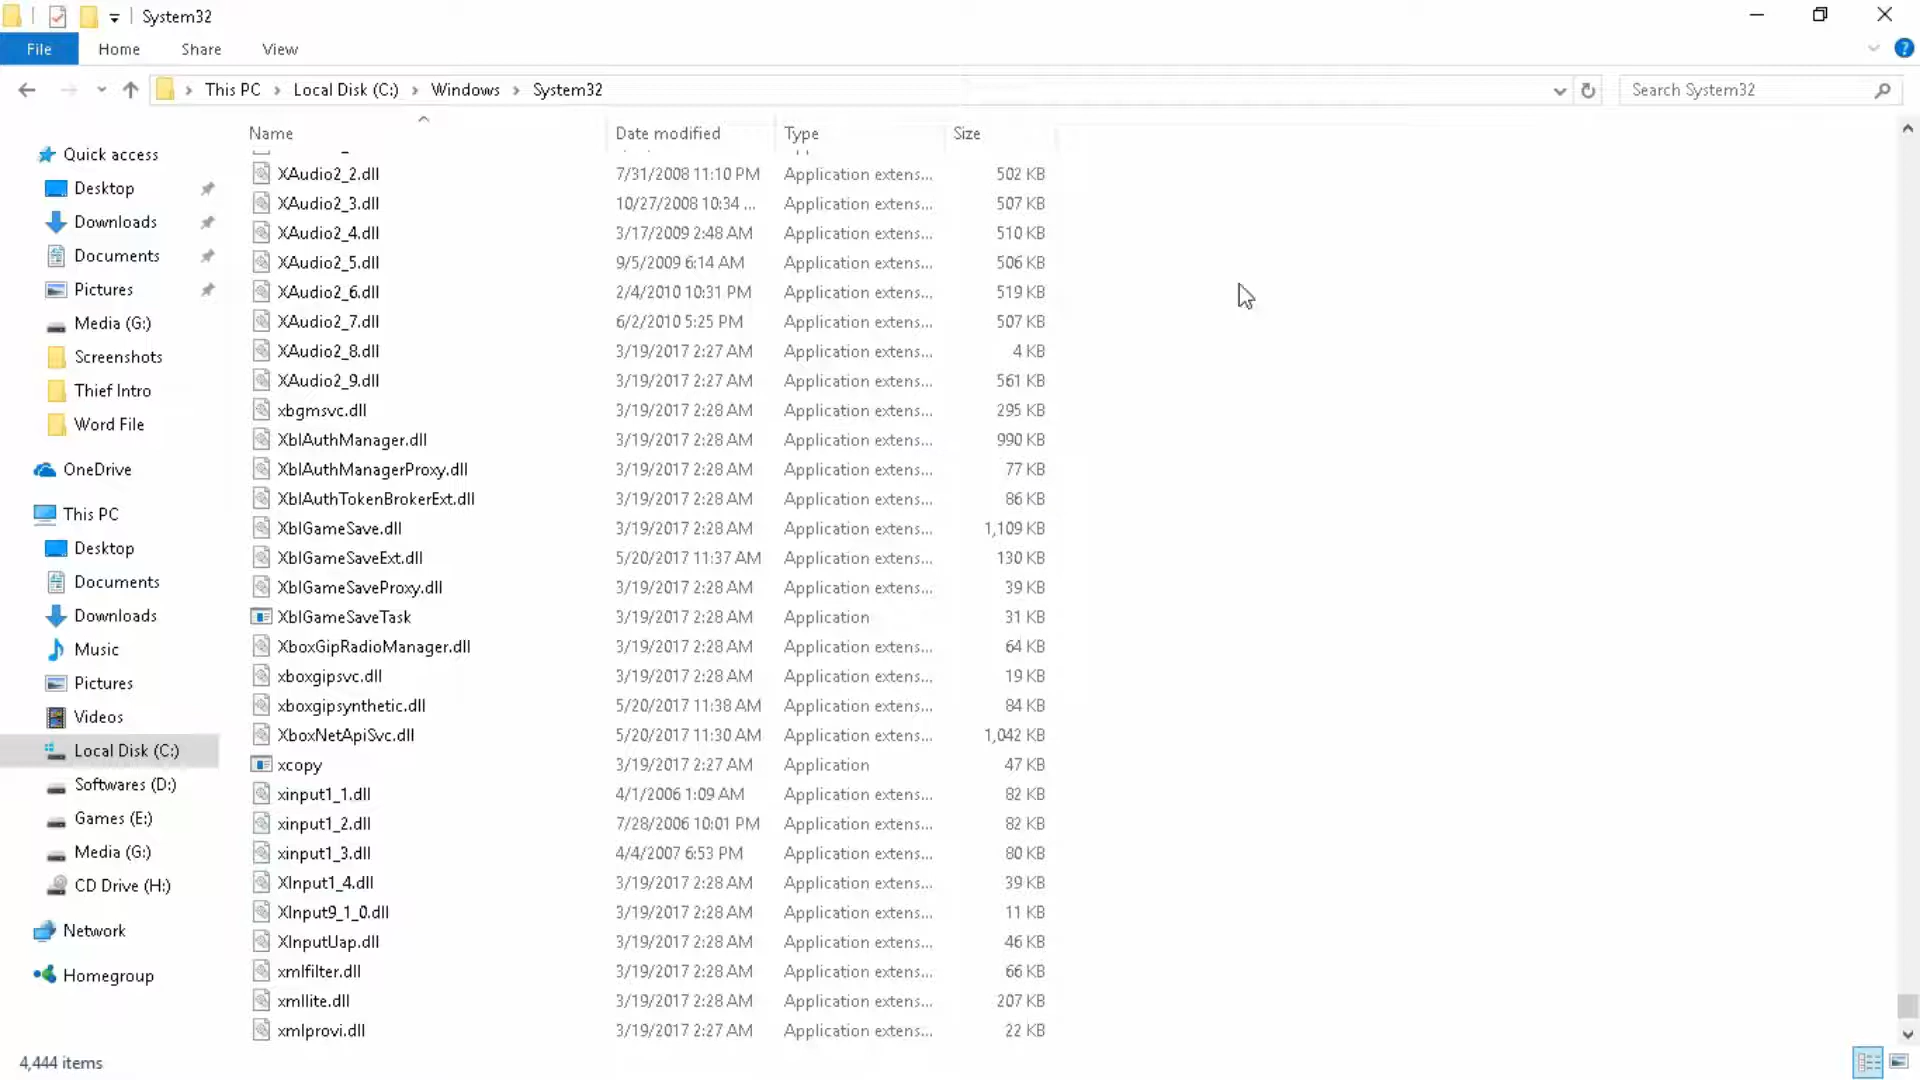 System32
File Home Share View
This PC Local Disk (C:) Windows System32
Search System32
Name Date modified Type Size
Quick access
Desktop
Downloads
Documents
Pictures
Media (G:)
Screenshots
Thief Intro
Word File
OneDrive
This PC
Desktop
Documents
Downloads
Music
Pictures
Videos
Local Disk (C:)
Softwares (D:)
Games (E:)
Media (G:)
CD Drive (H:)
Network
Homegroup
XAudio2_2.dll 7/31/2008 11:10 PM Application extens... 502 KB
XAudio2_3.dll 10/27/2008 10:34 ... Application extens... 507 KB
XAudio2_4.dll 3/17/2009 2:48 AM Application extens... 510 KB
XAudio2_5.dll 9/5/2009 6:14 AM Application extens... 506 KB
XAudio2_6.dll 2/4/2010 10:31 PM Application extens... 519 KB
XAudio2_7.dll 6/2/2010 5:25 PM Application extens... 507 KB
XAudio2_8.dll 3/19/2017 2:27 AM Application extens... 4 KB
XAudio2_9.dll 3/19/2017 2:27 AM Application extens... 561 KB
xbgmsvc.dll 3/19/2017 2:28 AM Application extens... 295 KB
XblAuthManager.dll 3/19/2017 2:28 AM Application extens... 990 KB
XblAuthManagerProxy.dll 3/19/2017 2:28 AM Application extens... 77 KB
XblAuthTokenBrokerExt.dll 3/19/2017 2:28 AM Application extens... 86 KB
XblGameSave.dll 3/19/2017 2:28 AM Application extens... 1,109 KB
XblGameSaveExt.dll 5/20/2017 11:37 AM Application extens... 130 KB
XblGameSaveProxy.dll 3/19/2017 2:28 AM Application extens... 39 KB
XblGameSaveTask 3/19/2017 2:28 AM Application 31 KB
XboxGipRadioManager.dll 3/19/2017 2:28 AM Application extens... 64 KB
xboxgipsvc.dll 3/19/2017 2:28 AM Application extens... 19 KB
xboxgipsynthetic.dll 5/20/2017 11:38 AM Application extens... 84 KB
XboxNetApiSvc.dll 5/20/2017 11:30 AM Application extens... 1,042 KB
xcopy 3/19/2017 2:27 AM Application 47 KB
xinput1_1.dll 4/1/2006 1:09 AM Application extens... 82 KB
xinput1_2.dll 7/28/2006 10:01 PM Application extens... 82 KB
xinput1_3.dll 4/4/2007 6:53 PM Application extens... 80 KB
XInput1_4.dll 3/19/2017 2:28 AM Application extens... 39 KB
XInput9_1_0.dll 3/19/2017 2:28 AM Application extens... 11 KB
XInputUap.dll 3/19/2017 2:28 AM Application extens... 46 KB
xmlfilter.dll 3/19/2017 2:28 AM Application extens... 66 KB
xmllite.dll 3/19/2017 2:28 AM Application extens... 207 KB
xmlprovi.dll 3/19/2017 2:27 AM Application extens... 22 KB
4,444 items